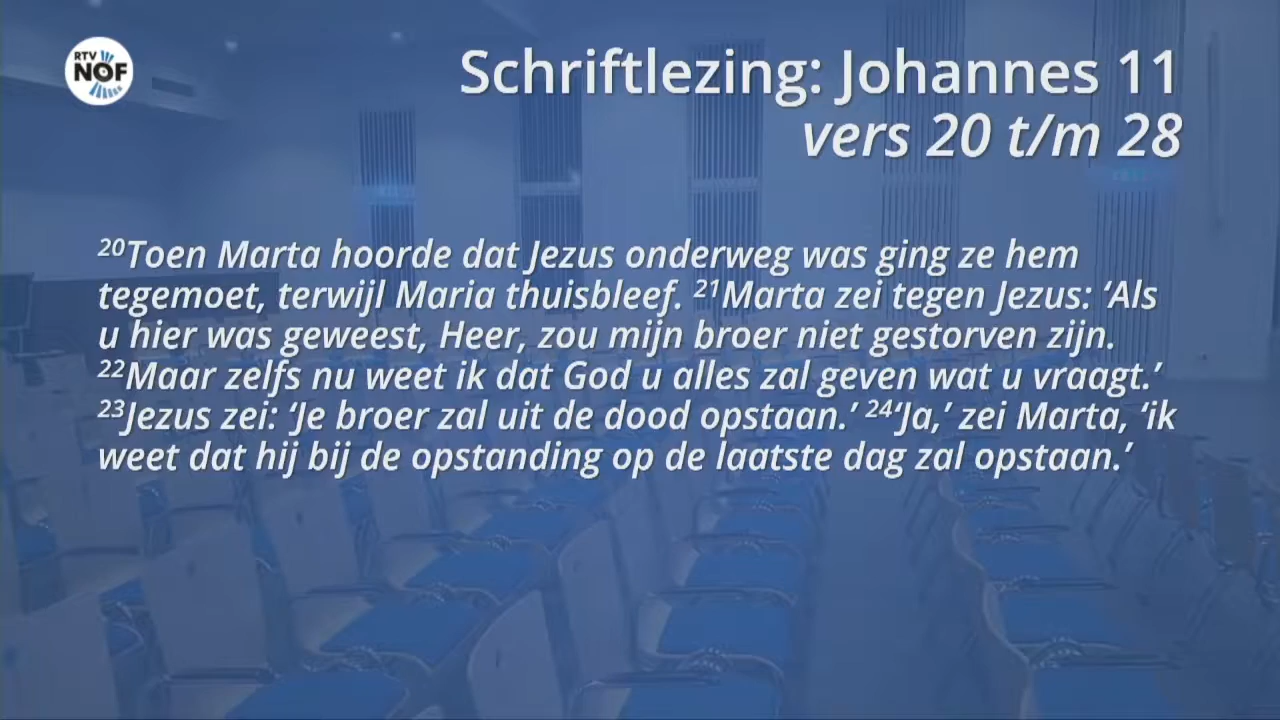 RTV
NOF
Schriftlezing: Johannes 11
vers 20 t/m 28
²⁰Toen Marta hoorde dat Jezus onderweg was ging ze hem
tegemoet, terwijl Maria thuisbleef. ²¹Marta zei tegen Jezus: ‘Als
u hier was geweest, Heer, zou mijn broer niet gestorven zijn.
²²Maar zelfs nu weet ik dat God u alles zal geven wat u vraagt.’
²³Jezus zei: ‘Je broer zal uit de dood opstaan.’ ²⁴‘Ja,’ zei Marta, ‘ik
weet dat hij bij de opstanding op de laatste dag zal opstaan.’